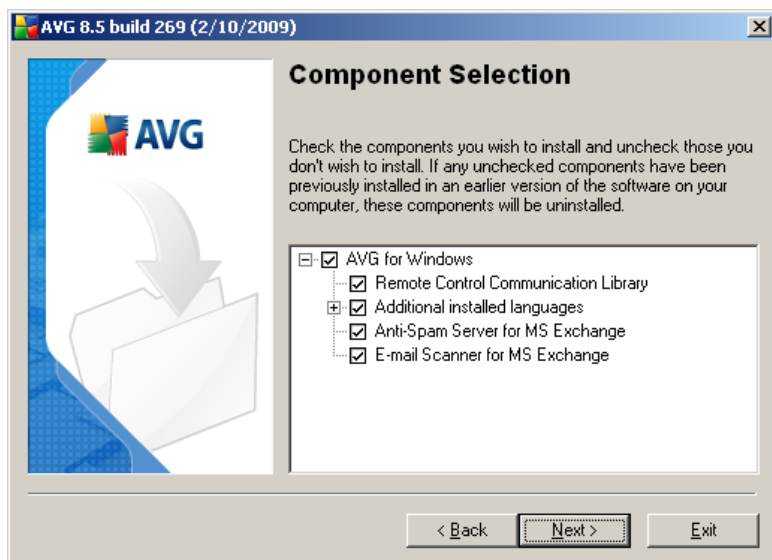 AVG 8.5 build 269 (2/10/2009)
AVG
Component Selection
Check the components you wish to install and uncheck those you
don't wish to install. If any unchecked components have been
previously installed in an earlier version of the software on your
computer, these components will be uninstalled.
AVG for Windows
Remote Control Communication Library
Additional installed languages
Anti-Spam Server for MS Exchange
E-mail Scanner for MS Exchange
< Back
Next >
Exit